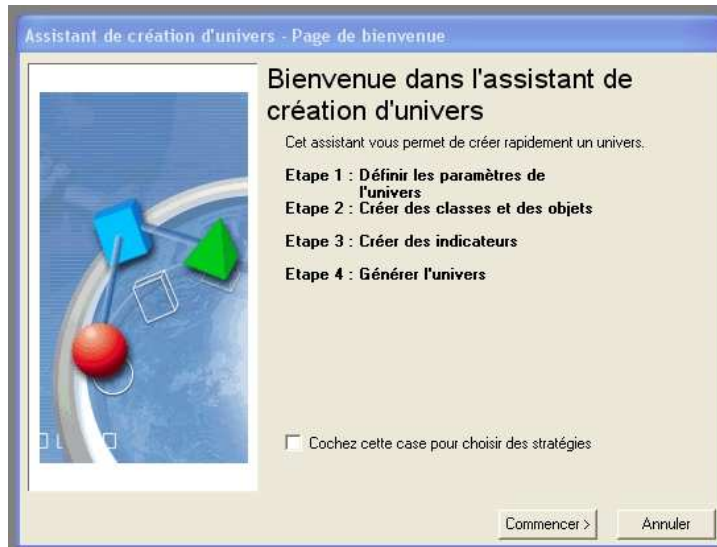 Assistant de création d'univers - Page de bienvenue
Bienvenue dans l'assistant de
création d'univers
Cet assistant vous permet de créer rapidement un univers.
Etape 1 : Définir les paramètres de
l'univers
Etape 2 : Créer des classes et des objets
Etape 3 : Créer des indicateurs
Etape 4 : Générer l'univers
Cochez cette case pour choisir des stratégies
Commencer >
Annuler